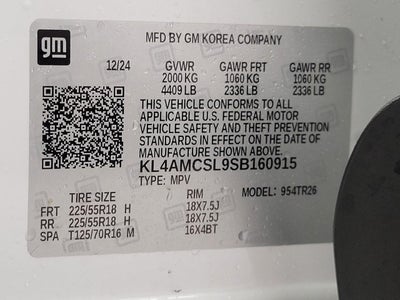 gm
MFD BY GM KOREA COMPANY
12/24 GVWR GAWR FRT GAWR RR
2000 KG 1060 KG 1060 KG
4409 LB 2336 LB 2336 LB
THIS VEHICLE CONFORMS TO ALL
APPLICABLE U.S. FEDERAL MOTOR
VEHICLE SAFETY AND THEFT PREVENTION
STANDARDS IN EFFECT ON THE DATE OF
MANUFACTURE SHOWN ABOVE.
KL4AMCSL9SB160915
TYPE: MPV
TIRE SIZE RIM MODEL: 954TR26
FRT 225/55R18 H 18X7.5J
RR 225/55R18 H 18X7.5J
SPA T125/70R16 M 16X4BT